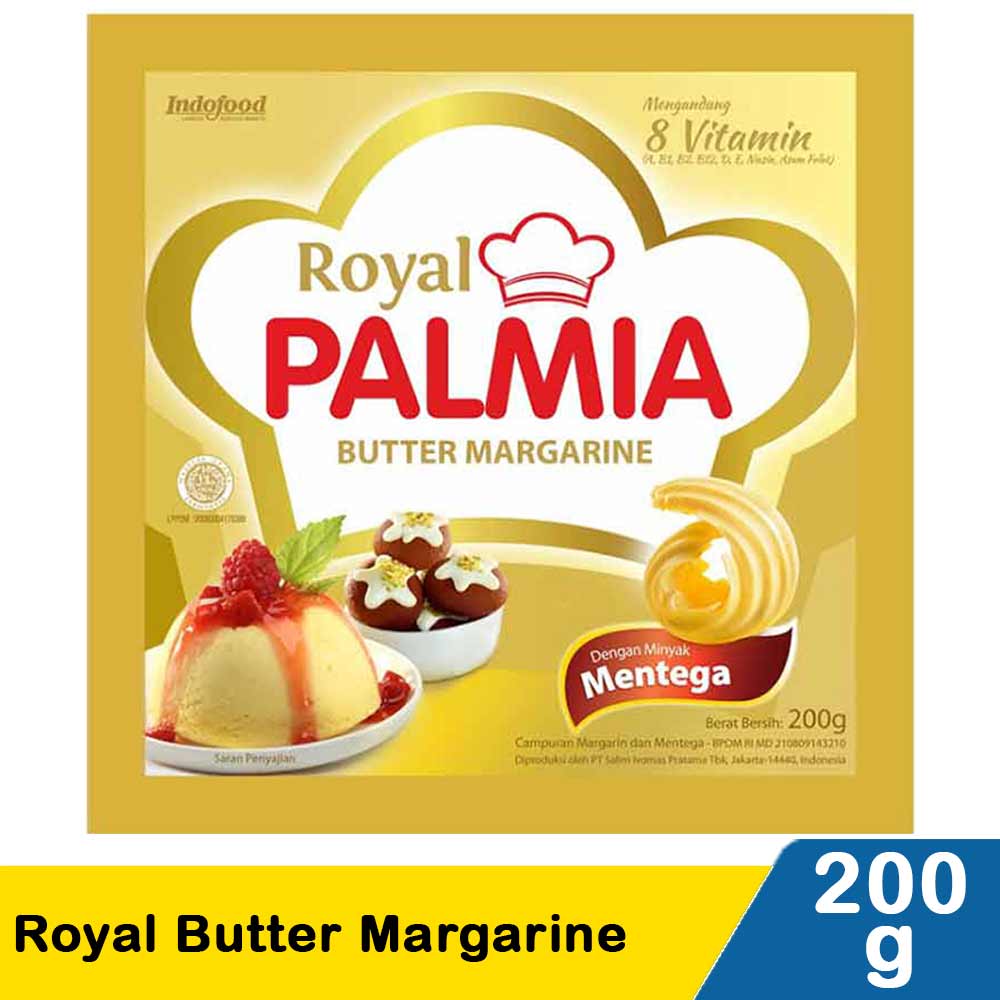 Indofood
Mengandung
8 Vitamin
(A, B1, B2, B12, D, E, Niasin, Asam Folat)
Royal
PALMIA
BUTTER MARGARINE
Dengan Minyak
Mentega
Berat Bersih: 200g
Campuran Margarin dan Mentega - BPOM RI MD 210809143210
Diproduksi oleh PT Salim Ivomas Pratama Tbk, Jakarta-14440, Indonesia
Saran Penyajian
Royal Butter Margarine
200
g